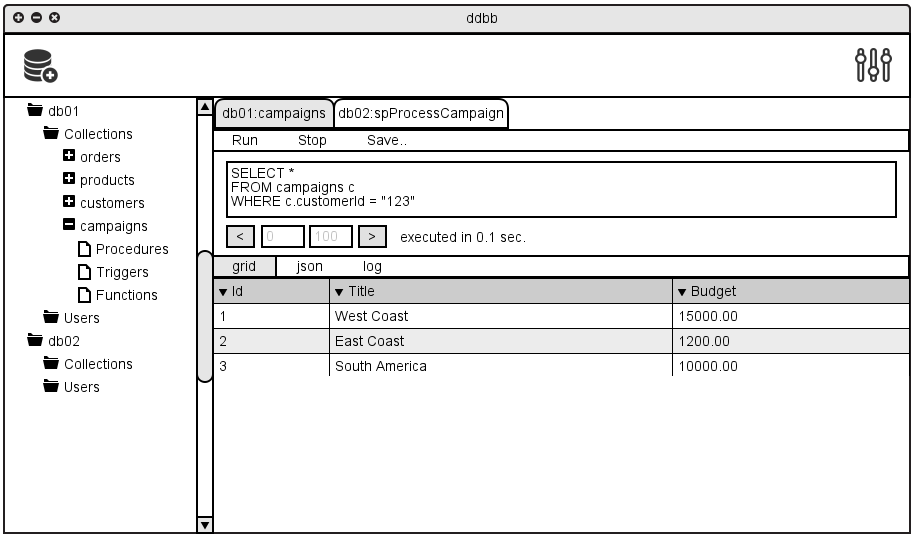 ddbb
db01
Collections
orders
products
customers
campaigns
Procedures
Triggers
Functions
Users
db02
Collections
Users
db01:campaigns db02:spProcessCampaign
Run Stop Save..
SELECT *
FROM campaigns c
WHERE c.customerId = "123"
< 0 100 > executed in 0.1 sec.
grid json log
Id Title Budget
1 West Coast 15000.00
2 East Coast 1200.00
3 South America 10000.00